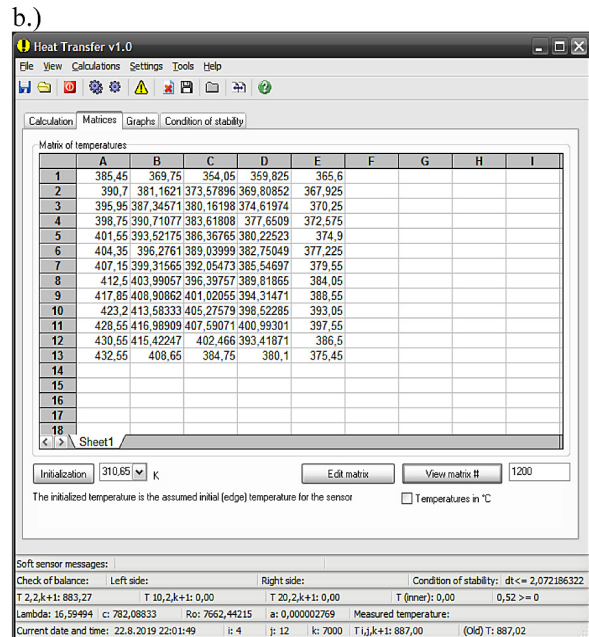 b.)
Heat Transfer v1.0
File View Calculations Settings Tools Help
Calculation Matrices Graphs Condition of stability
Matrix of temperatures
A B C D E F G H I
1 385,45 369,75 354,05 359,825 365,6
2 390,7 381,1621 373,57896 369,80852 367,925
3 395,95 387,34571 380,16198 374,61974 370,25
4 398,75 390,71077 383,61808 377,6509 372,575
5 401,55 393,52175 386,36765 380,22523 374,9
6 404,35 396,2761 389,03999 382,75049 377,225
7 407,15 399,31565 392,05473 385,54697 379,55
8 412,5 403,99057 396,39757 389,81865 384,05
9 417,85 408,90862 401,02055 394,31471 388,55
10 423,2 413,58333 405,27579 398,52285 393,05
11 428,55 416,98909 407,59071 400,99301 397,55
12 430,55 415,42247 402,466 393,41871 386,5
13 432,55 408,65 384,75 380,1 375,45
14
15
16
17
18
Sheet1
Initialization 310,65 K Edit matrix View matrix # 1200
The initialized temperature is the assumed initial (edge) temperature for the sensor Temperatures in °C
Soft sensor messages:
Check of balance: Left side: Right side: Condition of stability: dt<= 2,072186322
T 2,2,k+1: 883,27 T 10,2,k+1: 0,00 T 20,2,k+1: 0,00 T (inner): 0,00 0,52 >= 0
Lambda: 16,59494 c: 782,08833 Ro: 7662,44215 a: 0,000002769 Measured temperature:
Current date and time: 22.8.2019 22:01:49 i: 4 j: 12 k: 7000 T i,j,k+1: 887,00 (Old) T: 887,02